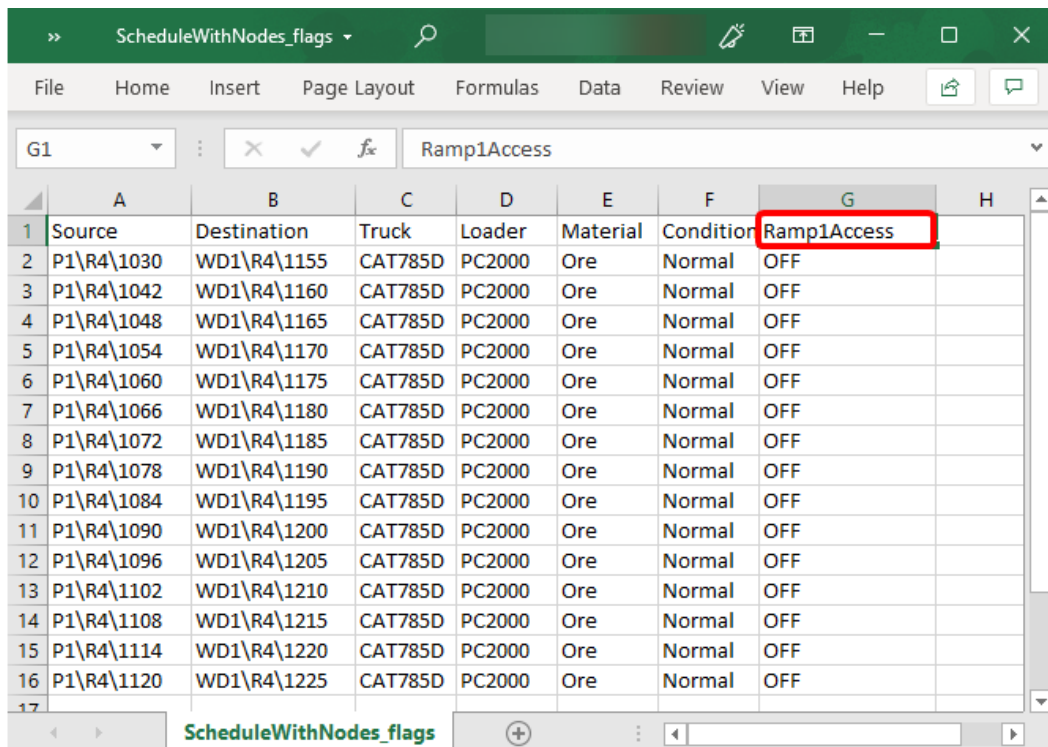 ScheduleWithNodes_flags
File Home Insert Page Layout Formulas Data Review View Help
G1 fx Ramp1Access
A B C D E F G H
1 Source Destination Truck Loader Material Condition Ramp1Access
2 P1\R4\1030 WD1\R4\1155 CAT785D PC2000 Ore Normal OFF
3 P1\R4\1042 WD1\R4\1160 CAT785D PC2000 Ore Normal OFF
4 P1\R4\1048 WD1\R4\1165 CAT785D PC2000 Ore Normal OFF
5 P1\R4\1054 WD1\R4\1170 CAT785D PC2000 Ore Normal OFF
6 P1\R4\1060 WD1\R4\1175 CAT785D PC2000 Ore Normal OFF
7 P1\R4\1066 WD1\R4\1180 CAT785D PC2000 Ore Normal OFF
8 P1\R4\1072 WD1\R4\1185 CAT785D PC2000 Ore Normal OFF
9 P1\R4\1078 WD1\R4\1190 CAT785D PC2000 Ore Normal OFF
10 P1\R4\1084 WD1\R4\1195 CAT785D PC2000 Ore Normal OFF
11 P1\R4\1090 WD1\R4\1200 CAT785D PC2000 Ore Normal OFF
12 P1\R4\1096 WD1\R4\1205 CAT785D PC2000 Ore Normal OFF
13 P1\R4\1102 WD1\R4\1210 CAT785D PC2000 Ore Normal OFF
14 P1\R4\1108 WD1\R4\1215 CAT785D PC2000 Ore Normal OFF
15 P1\R4\1114 WD1\R4\1220 CAT785D PC2000 Ore Normal OFF
16 P1\R4\1120 WD1\R4\1225 CAT785D PC2000 Ore Normal OFF
17
ScheduleWithNodes_flags